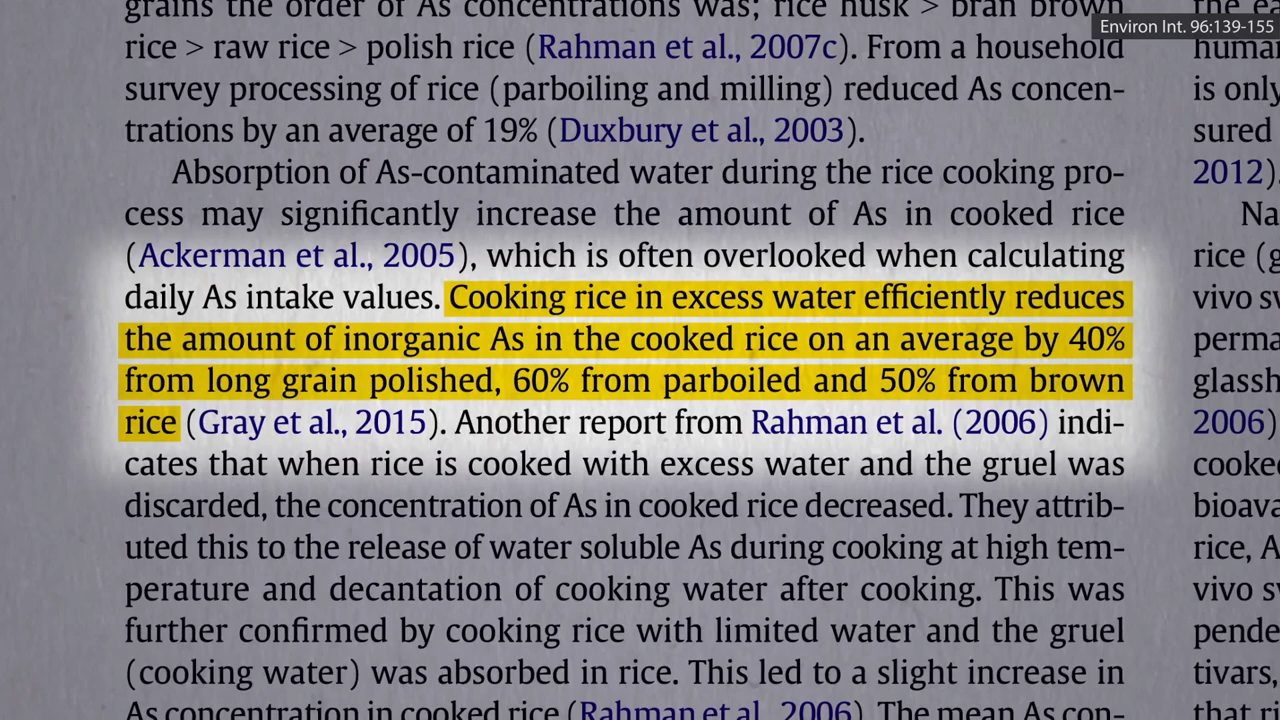 grains the order of As concentrations was; rice husk > bran brown
rice > raw rice > polish rice (Rahman et al., 2007c). From a household
survey processing of rice (parboiling and milling) reduced As concen-
trations by an average of 19% (Duxbury et al., 2003).
Absorption of As-contaminated water during the rice cooking pro-
cess may significantly increase the amount of As in cooked rice
(Ackerman et al., 2005), which is often overlooked when calculating
daily As intake values. Cooking rice in excess water efficiently reduces
the amount of inorganic As in the cooked rice on an average by 40%
from long grain polished, 60% from parboiled and 50% from brown
rice (Gray et al., 2015). Another report from Rahman et al. (2006) indi-
cates that when rice is cooked with excess water and the gruel was
discarded, the concentration of As in cooked rice decreased. They attrib-
uted this to the release of water soluble As during cooking at high tem-
perature and decantation of cooking water after cooking. This was
further confirmed by cooking rice with limited water and the gruel
(cooking water) was absorbed in rice. This led to a slight increase in
As concentration in cooked rice (Rahman et al., 2006). The mean As con-
Environ Int. 96:139-155
the ea
human
is only
sured
2012).
Na
rice (g
vivo sv
perma
glassh
2006)
cooke
bioava
rice, A
vivo sv
pende
tivars,
that ri